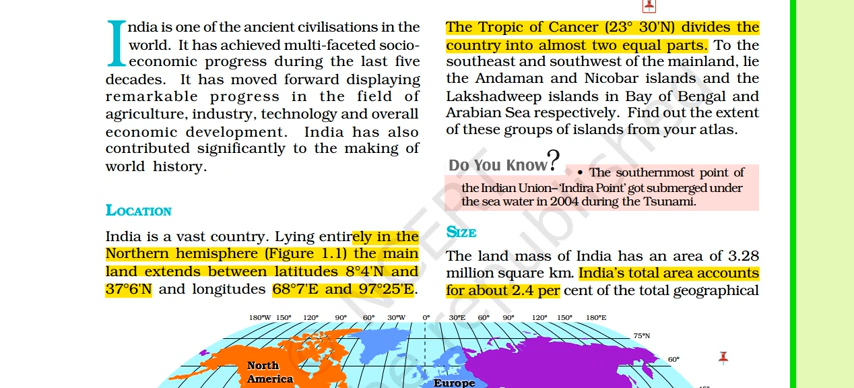 India is one of the ancient civilisations in the
world. It has achieved multi-faceted socio-
economic progress during the last five
decades. It has moved forward displaying
remarkable progress in the field of
agriculture, industry, technology and overall
economic development. India has also
contributed significantly to the making of
world history.
LOCATION
India is a vast country. Lying entirely in the
Northern hemisphere (Figure 1.1) the main
land extends between latitudes 8°4'N and
37°6'N and longitudes 68°7'E and 97°25'E.
The Tropic of Cancer (23° 30'N) divides the
country into almost two equal parts. To the
southeast and southwest of the mainland, lie
the Andaman and Nicobar islands and the
Lakshadweep islands in Bay of Bengal and
Arabian Sea respectively. Find out the extent
of these groups of islands from your atlas.
Do You Know?
• The southernmost point of
the Indian Union– 'Indira Point' got submerged under
the sea water in 2004 during the Tsunami.
SIZE
The land mass of India has an area of 3.28
million square km. India's total area accounts
for about 2.4 per cent of the total geographical
180°W 150° 120° 90° 60° 30°W 0° 30°E 60° 90° 120° 150° 180°E
75°N
60°
North
America
Europe
NCERT
be republished